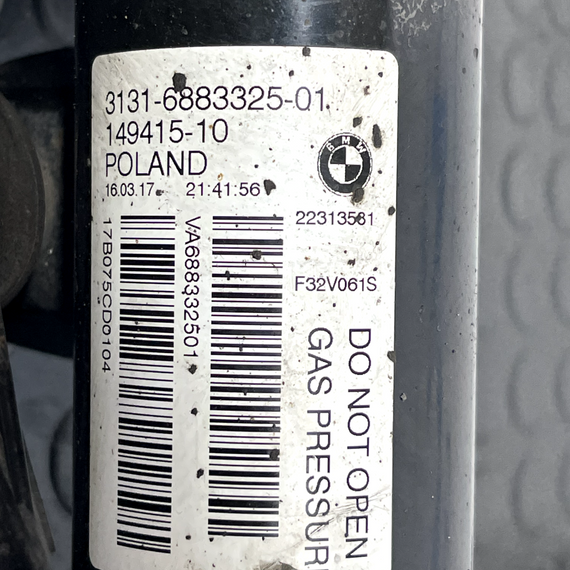 3131-6883325-01
149415-10
POLAND
16.03.17 21:41:56
BMW
22313531
F32V061S
17B075CD0104
VA688332501
DO NOT OPEN
GAS PRESSUR